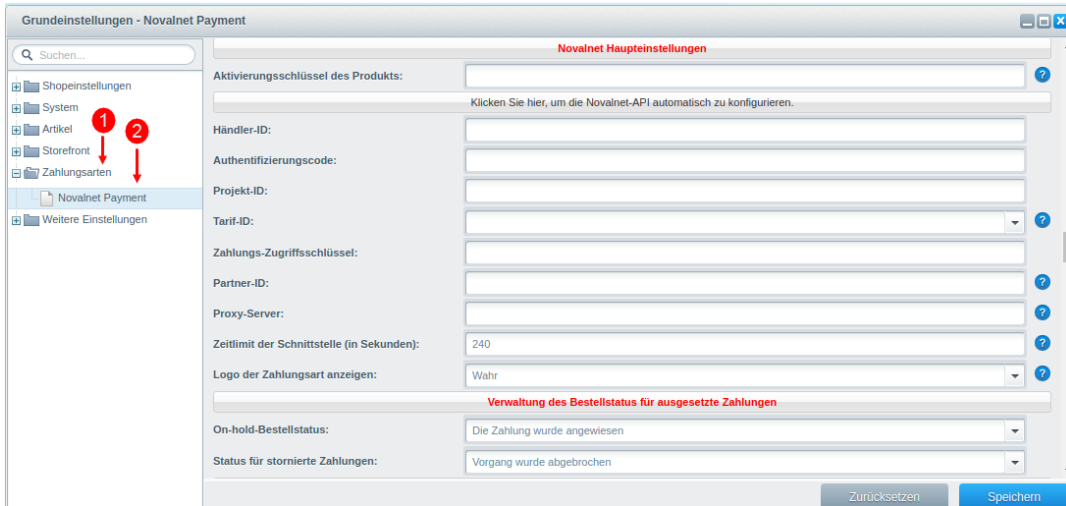 Grundeinstellungen - Novalnet Payment
Suchen...
Shopeinstellungen
System
Artikel
1
2
Storefront
Zahlungsarten
Novalnet Payment
Weitere Einstellungen
Novalnet Haupteinstellungen
Aktivierungsschlüssel des Produkts:
?
Klicken Sie hier, um die Novalnet-API automatisch zu konfigurieren.
Händler-ID:
Authentifizierungscode:
Projekt-ID:
Tarif-ID:
?
Zahlungs-Zugriffsschlüssel:
Partner-ID:
?
Proxy-Server:
?
Zeitlimit der Schnittstelle (in Sekunden): 240
?
Logo der Zahlungsart anzeigen: Wahr
?
Verwaltung des Bestellstatus für ausgesetzte Zahlungen
On-hold-Bestellstatus: Die Zahlung wurde angewiesen
Status für stornierte Zahlungen: Vorgang wurde abgebrochen
Zurücksetzen
Speichern